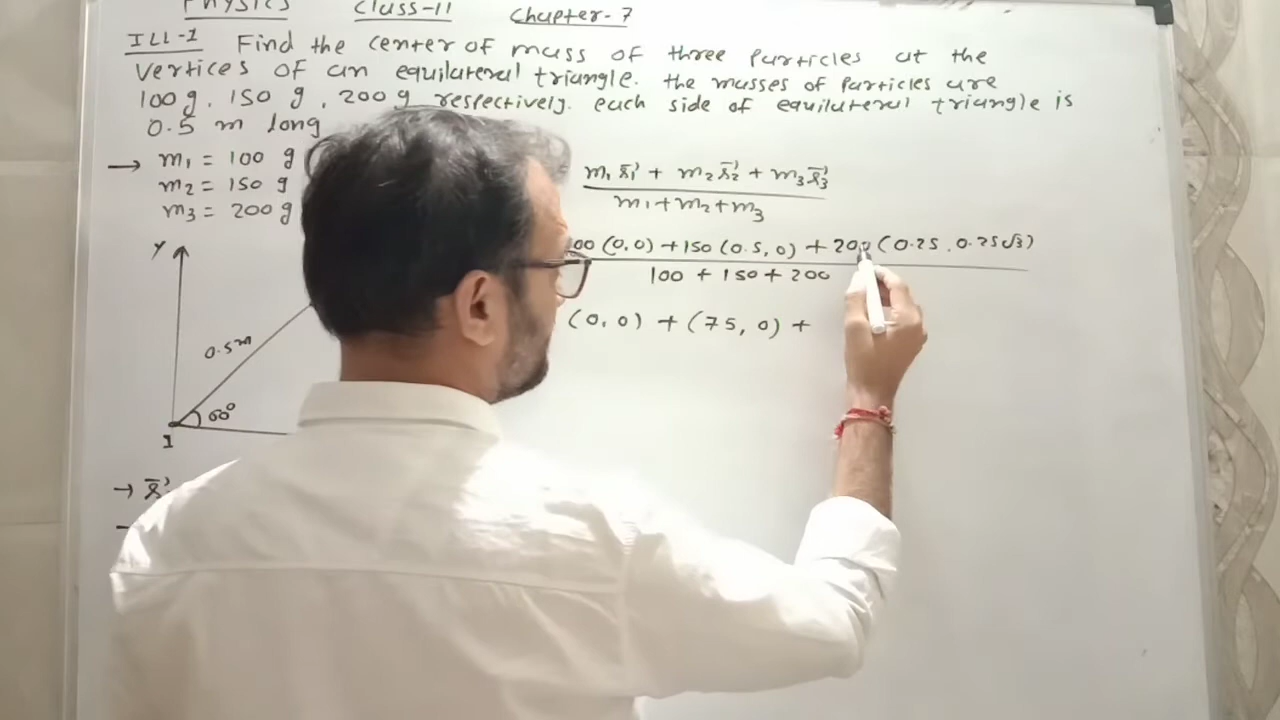 Physics Class-11 Chapter-7
ILL-1 Find the center of mass of three particles at the
vertices of an equilateral triangle. the masses of particles are
100 g, 150 g, 200 g respectively. each side of equilateral triangle is
0.5 m long
→ m₁ = 100 g
m₂ = 150 g
m₃ = 200 g
m₁ r̄₁ + m₂ r̄₂ + m₃ r̄₃
m₁+m₂+m₃
00 (0,0) + 150 (0.5, 0) + 200 (0.25, 0.25√3)
100 + 150 + 200
(0,0) + (75, 0) +
Y
0.5m
60°
1
→ r̄